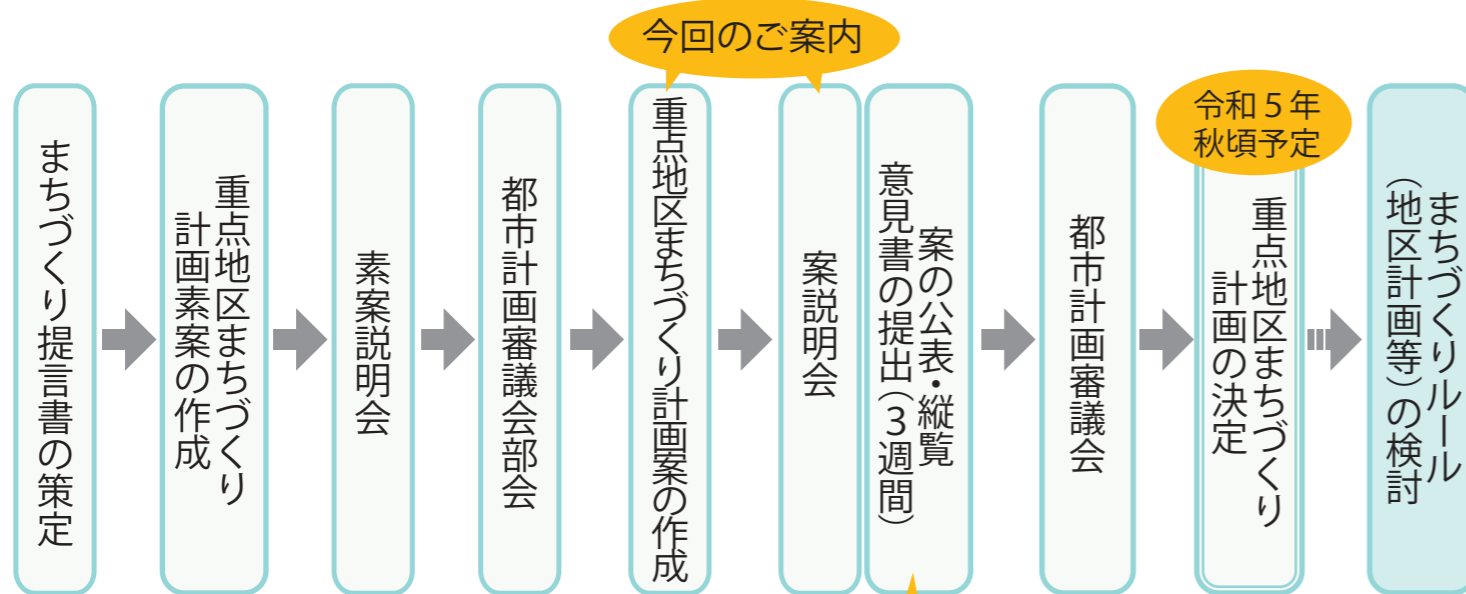 今回のご案内
まちづくり提言書の策定
重点地区まちづくり
計画素案の作成
素案説明会
都市計画審議会部会
重点地区まちづくり計画案の作成
案説明会
案の公表・縦覧
意見書の提出（３週間）
都市計画審議会
令和５年
秋頃予定
重点地区まちづくり
計画の決定
まちづくりルール
（地区計画等）の検討